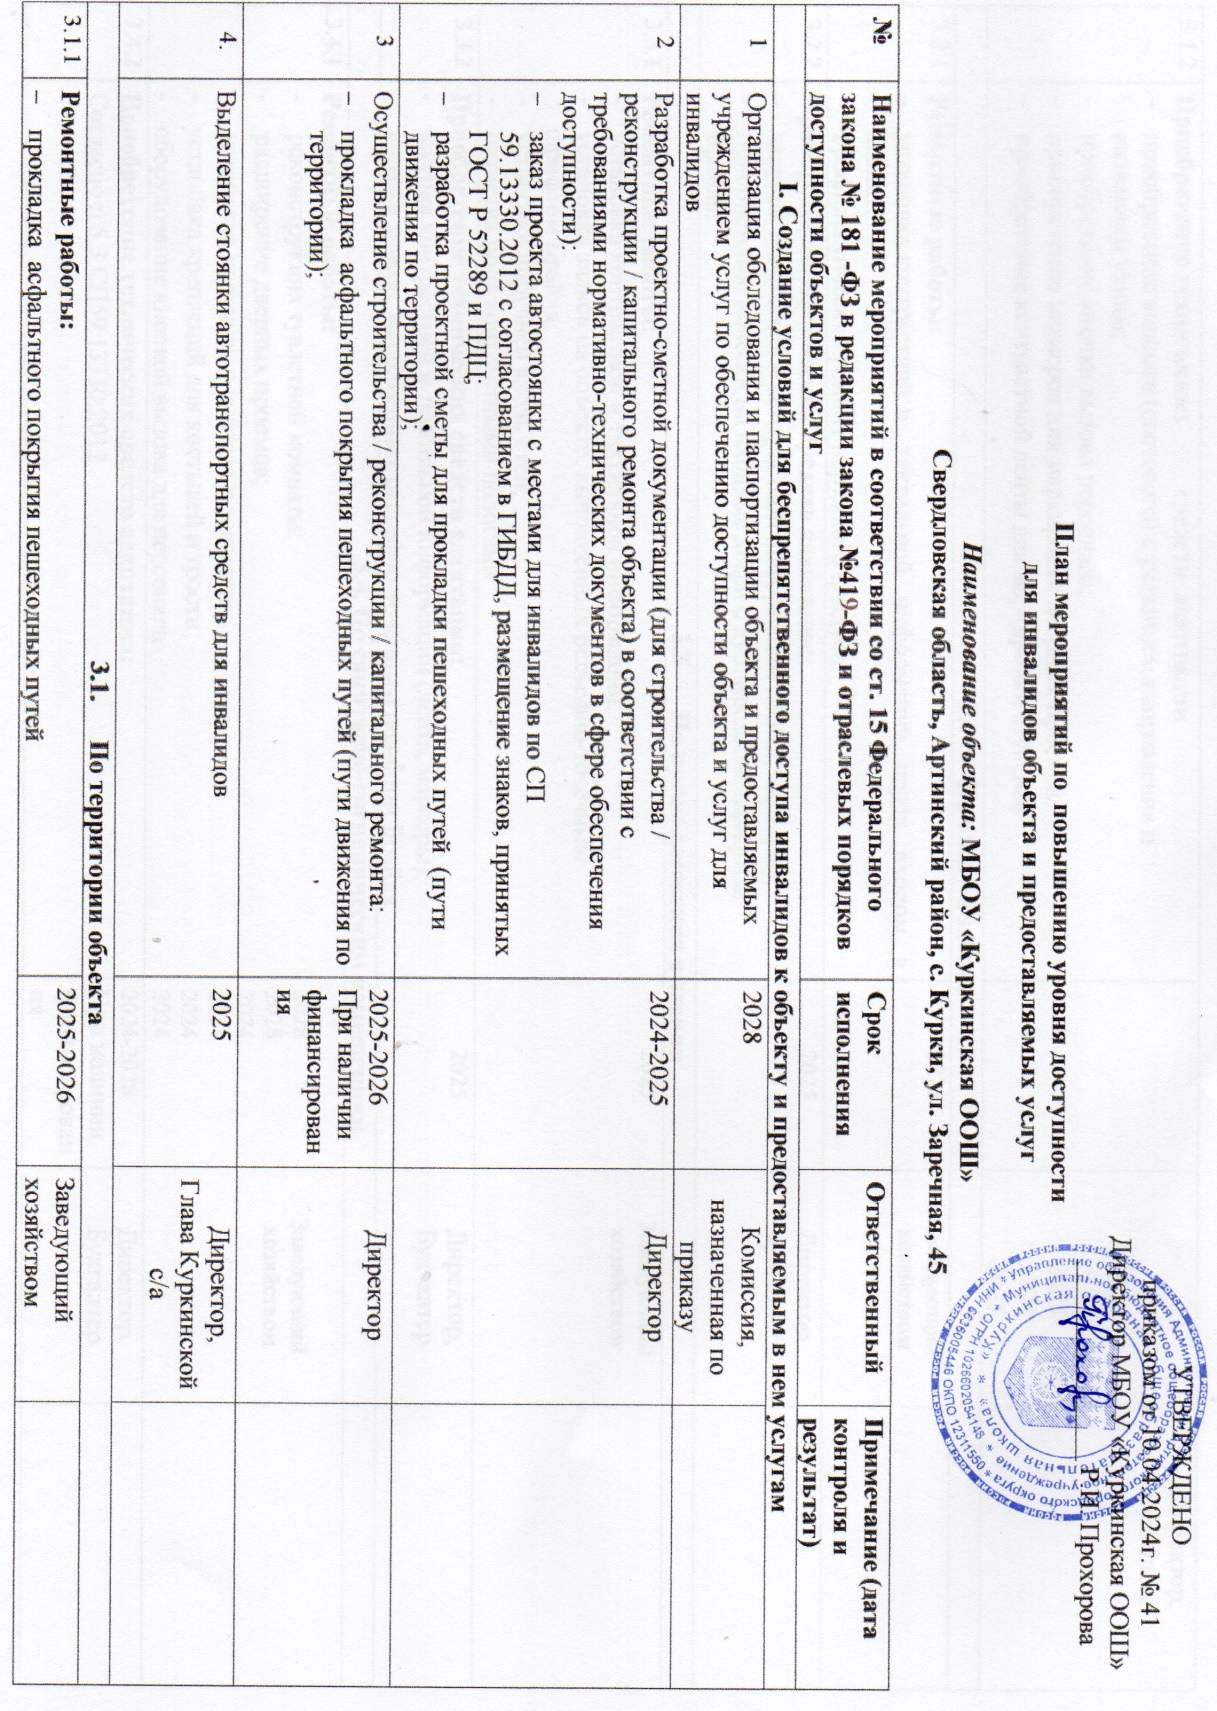 УТВЕРЖДЕНО
приказом от 10.04.2024г. № 41
Директор МБОУ «Куркинская ООШ»
Р.И. Прохорова
План мероприятий по повышению уровня доступности
для инвалидов объекта и предоставляемых услуг
Наименование объекта: МБОУ «Куркинская ООШ»
Свердловская область, Артинский район, с. Курки, ул. Заречная, 45
№
Наименование мероприятий в соответствии со ст. 15 Федерального
закона № 181 -ФЗ в редакции закона №419-ФЗ и отраслевых порядков
доступности объектов и услуг
Срок
исполнения
Ответственный
Примечание (дата
контроля и
результат)
I. Создание условий для беспрепятственного доступа инвалидов к объекту и предоставляемым в нем услугам
1
Организация обследования и паспортизации объекта и предоставляемых
учреждением услуг по обеспечению доступности объекта и услуг для
инвалидов
2028
Комиссия,
назначенная по
приказу
2
Разработка проектно-сметной документации (для строительства /
реконструкции / капитального ремонта объекта) в соответствии с
требованиями нормативно-технических документов в сфере обеспечения
доступности):
– заказ проекта автостоянки с местами для инвалидов по СП
59.13330.2012 с согласованием в ГИБДД, размещение знаков, принятых
ГОСТ Р 52289 и ПДЦ;
– разработка проектной сметы для прокладки пешеходных путей (пути
движения по территории);
2024-2025
Директор
3
Осуществление строительства / реконструкции / капитального ремонта:
– прокладка асфальтного покрытия пешеходных путей (пути движения по
территории);
2025-2026
При наличии
финансирован
ия
Директор
4.
Выделение стоянки автотранспортных средств для инвалидов
2025
Директор,
Глава Куркинской
с/а
3.1. По территории объекта
3.1.1
Ремонтные работы:
– прокладка асфальтного покрытия пешеходных путей
2025-2026
Заведующий
хозяйством